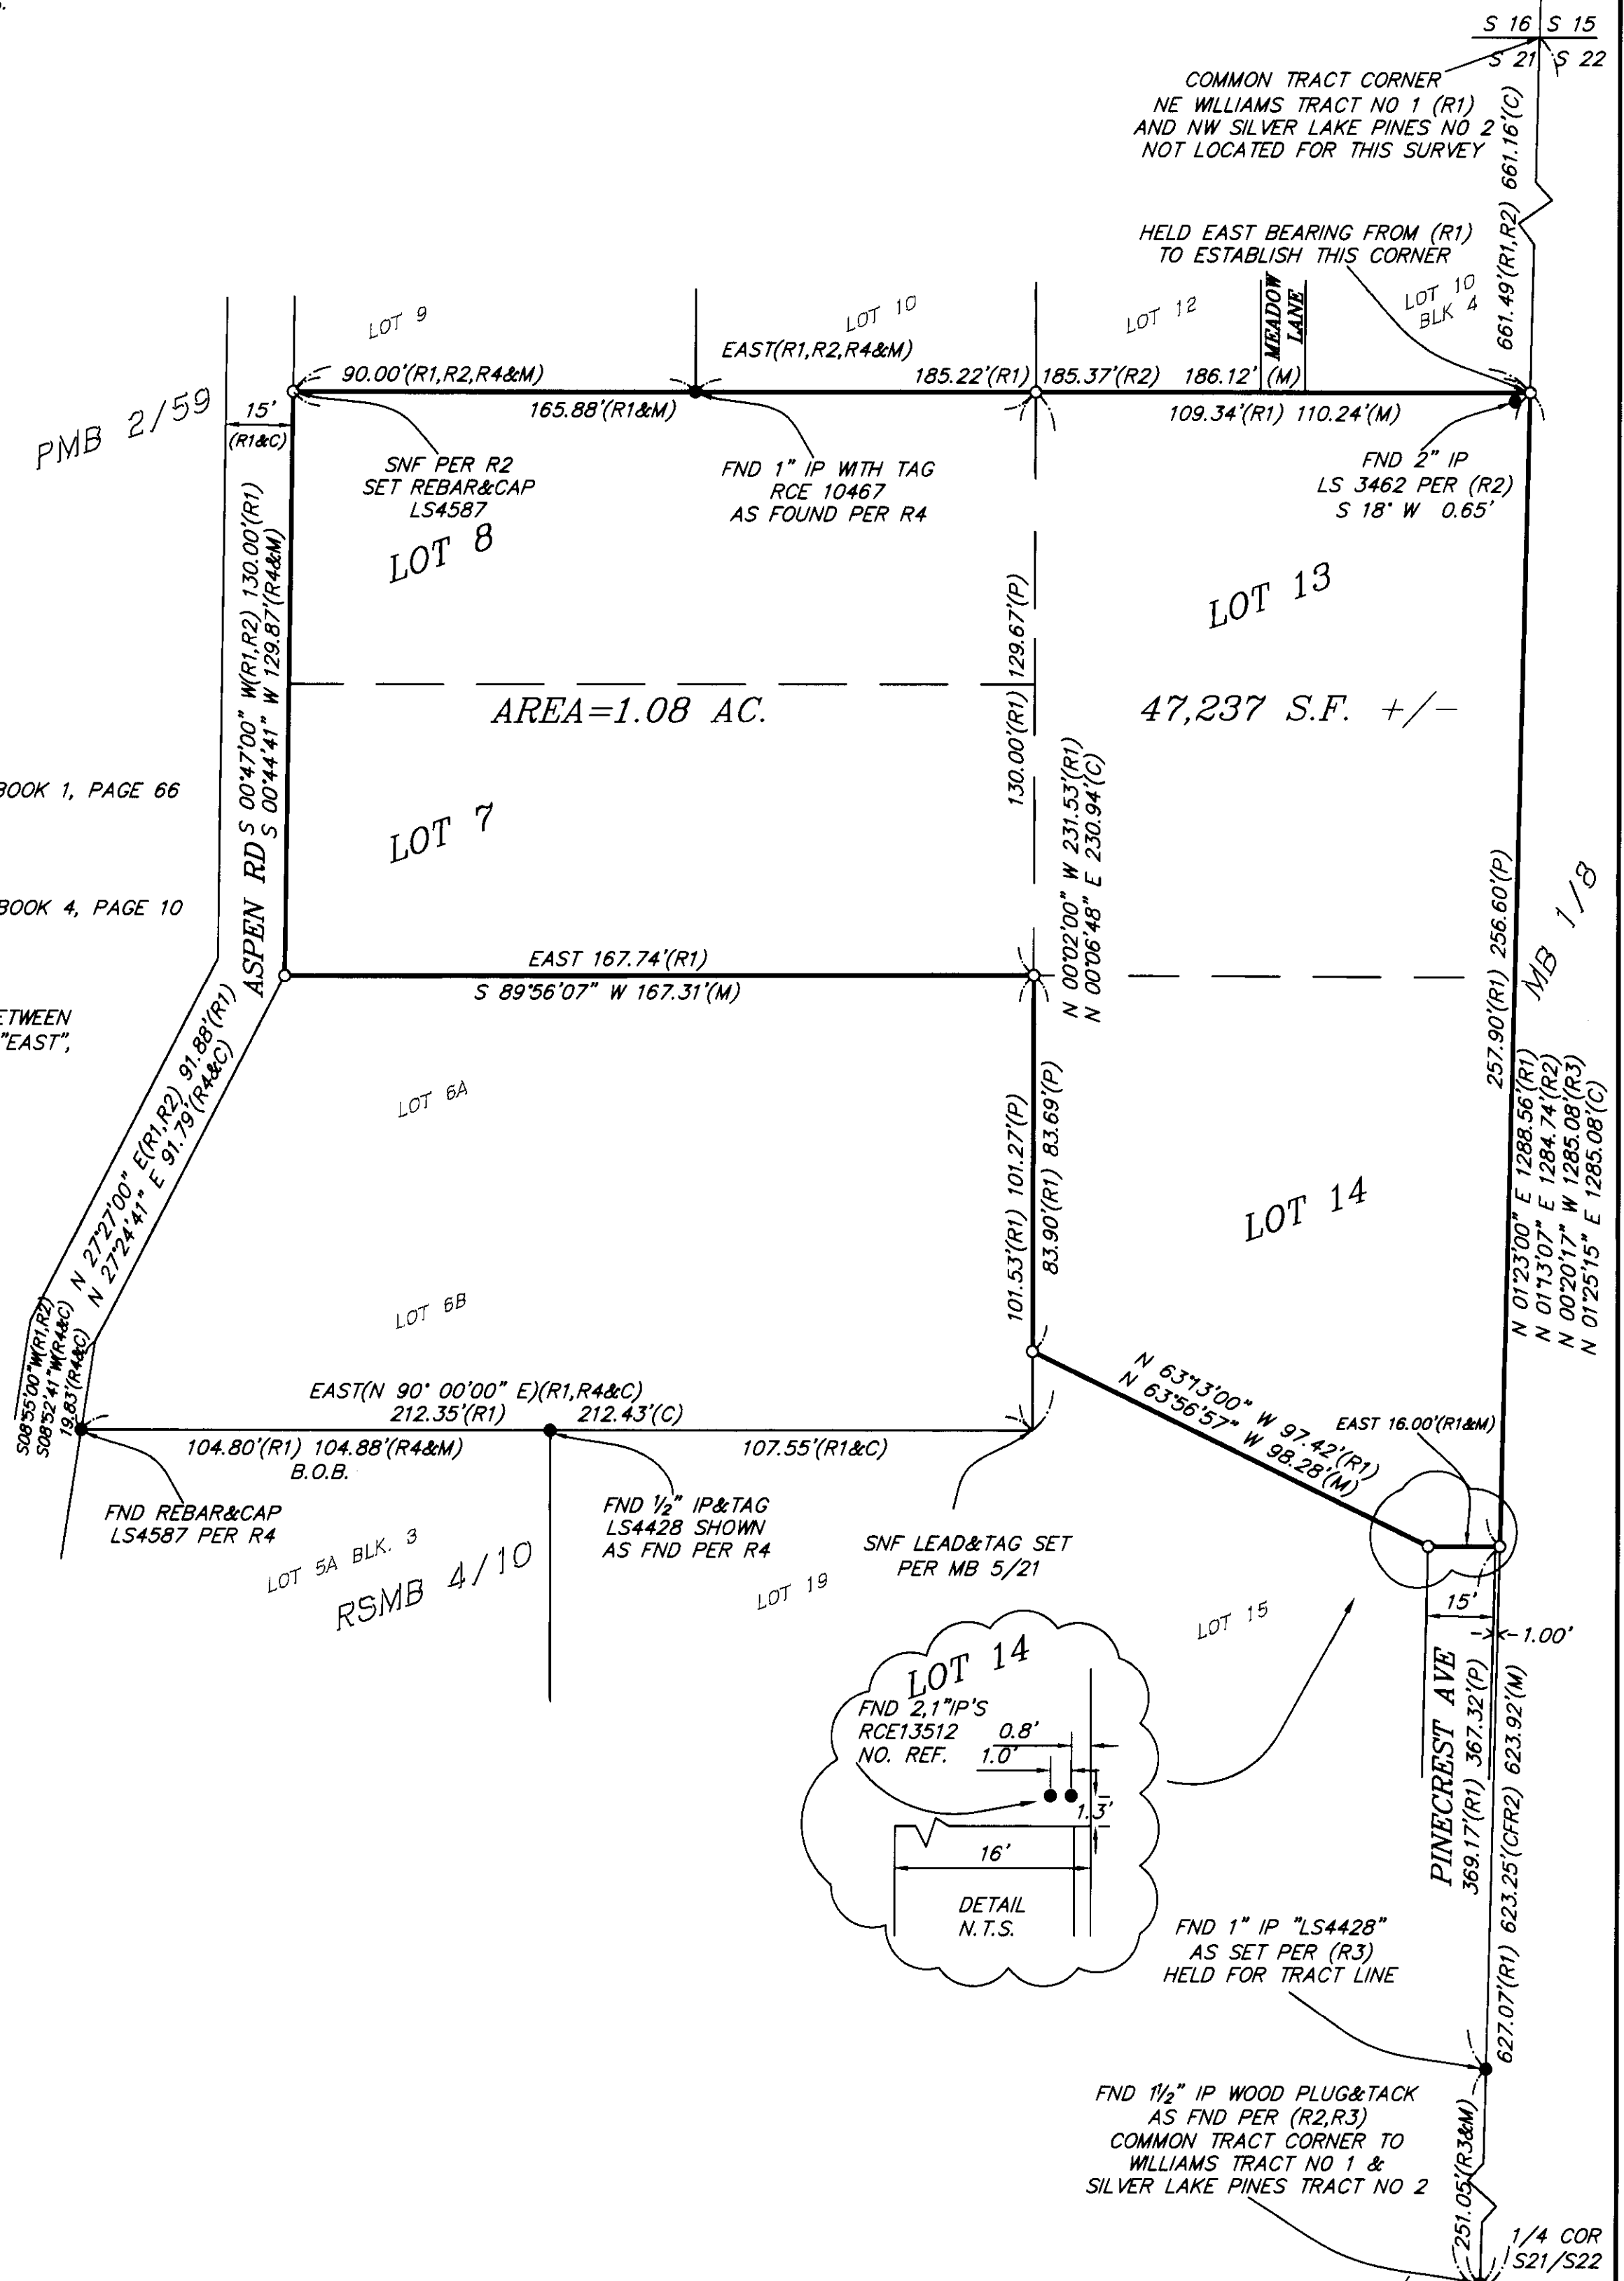 S 16 S 15
S 21 S 22
COMMON TRACT CORNER
NE WILLIAMS TRACT NO 1 (R1)
AND NW SILVER LAKE PINES NO 2
NOT LOCATED FOR THIS SURVEY
661.49'(R1,R2) 661.16'(C)
HELD EAST BEARING FROM (R1)
TO ESTABLISH THIS CORNER
LOT 9
LOT 10
LOT 12
MEADOW
LANE
LOT 10
BLK 4
EAST(R1,R2,R4&M)
90.00'(R1,R2,R4&M)
185.22'(R1) 185.37'(R2) 186.12' (M)
165.88'(R1&M)
109.34'(R1) 110.24'(M)
PMB 2/59
15'
(R1&C)
SNF PER R2
SET REBAR&CAP
LS4587
FND 1" IP WITH TAG
RCE 10467
AS FOUND PER R4
FND 2" IP
LS 3462 PER (R2)
S 18° W 0.65'
LOT 8
LOT 13
S 00°47'00" W(R1,R2) 130.00'(R1)
S 00°44'41" W 129.87'(R4&M)
130.00'(R1) 129.67'(P)
AREA=1.08 AC.
47,237 S.F. +/-
BOOK 1, PAGE 66
LOT 7
N 00°02'00" W 231.53'(R1)
N 00°06'48" E 230.94'(C)
ASPEN RD
BOOK 4, PAGE 10
257.90'(R1) 256.60'(P)
MB 1/8
EAST 167.74'(R1)
S 89°56'07" W 167.31'(M)
ETWEEN
"EAST",
N 27°27'00" E(R1,R2) 91.88'(R1)
N 27°24'41" E 91.79'(R4&C)
LOT 6A
101.53'(R1) 101.27'(P)
83.90'(R1) 83.69'(P)
LOT 14
N 01°23'00" E 1288.56'(R1)
N 01°13'07" E 1284.74'(R2)
N 00°20'17" W 1285.08'(R3)
N 01°25'15" E 1285.08'(C)
LOT 6B
S08°55'00"W(R1,R2)
S08°52'41"W(R4&C)
19.83'(R4&C)
EAST(N 90° 00'00" E)(R1,R4&C)
212.35'(R1) 212.43'(C)
104.80'(R1) 104.88'(R4&M)
B.O.B.
107.55'(R1&C)
N 63°13'00" W 97.42'(R1)
N 63°56'57" W 98.28'(M)
EAST 16.00'(R1&M)
FND REBAR&CAP
LS4587 PER R4
FND 1/2" IP&TAG
LS4428 SHOWN
AS FND PER R4
SNF LEAD&TAG SET
PER MB 5/21
LOT 5A BLK. 3
RSMB 4/10
LOT 19
LOT 15
15'
1.00'
PINECREST AVE
369.17'(R1) 367.32'(P)
627.07'(R1) 623.25'(CFR2) 623.92'(M)
LOT 14
FND 2,1"IP'S
RCE13512
NO. REF.
0.8'
1.0'
1.3'
16'
DETAIL
N.T.S.
FND 1" IP "LS4428"
AS SET PER (R3)
HELD FOR TRACT LINE
FND 1 1/2" IP WOOD PLUG&TACK
AS FND PER (R2,R3)
COMMON TRACT CORNER TO
WILLIAMS TRACT NO 1 &
SILVER LAKE PINES TRACT NO 2
251.05'(R3&M)
1/4 COR
S21/S22